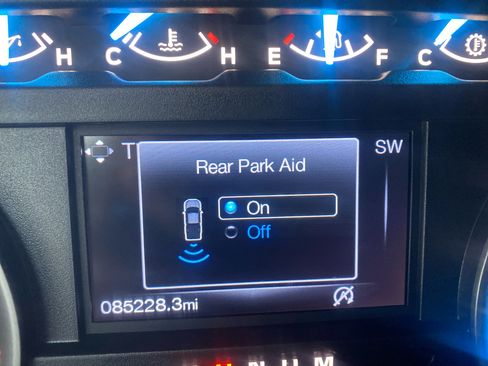 H C H E F C
T SW
Rear Park Aid
On
Off
085228.3mi
N M